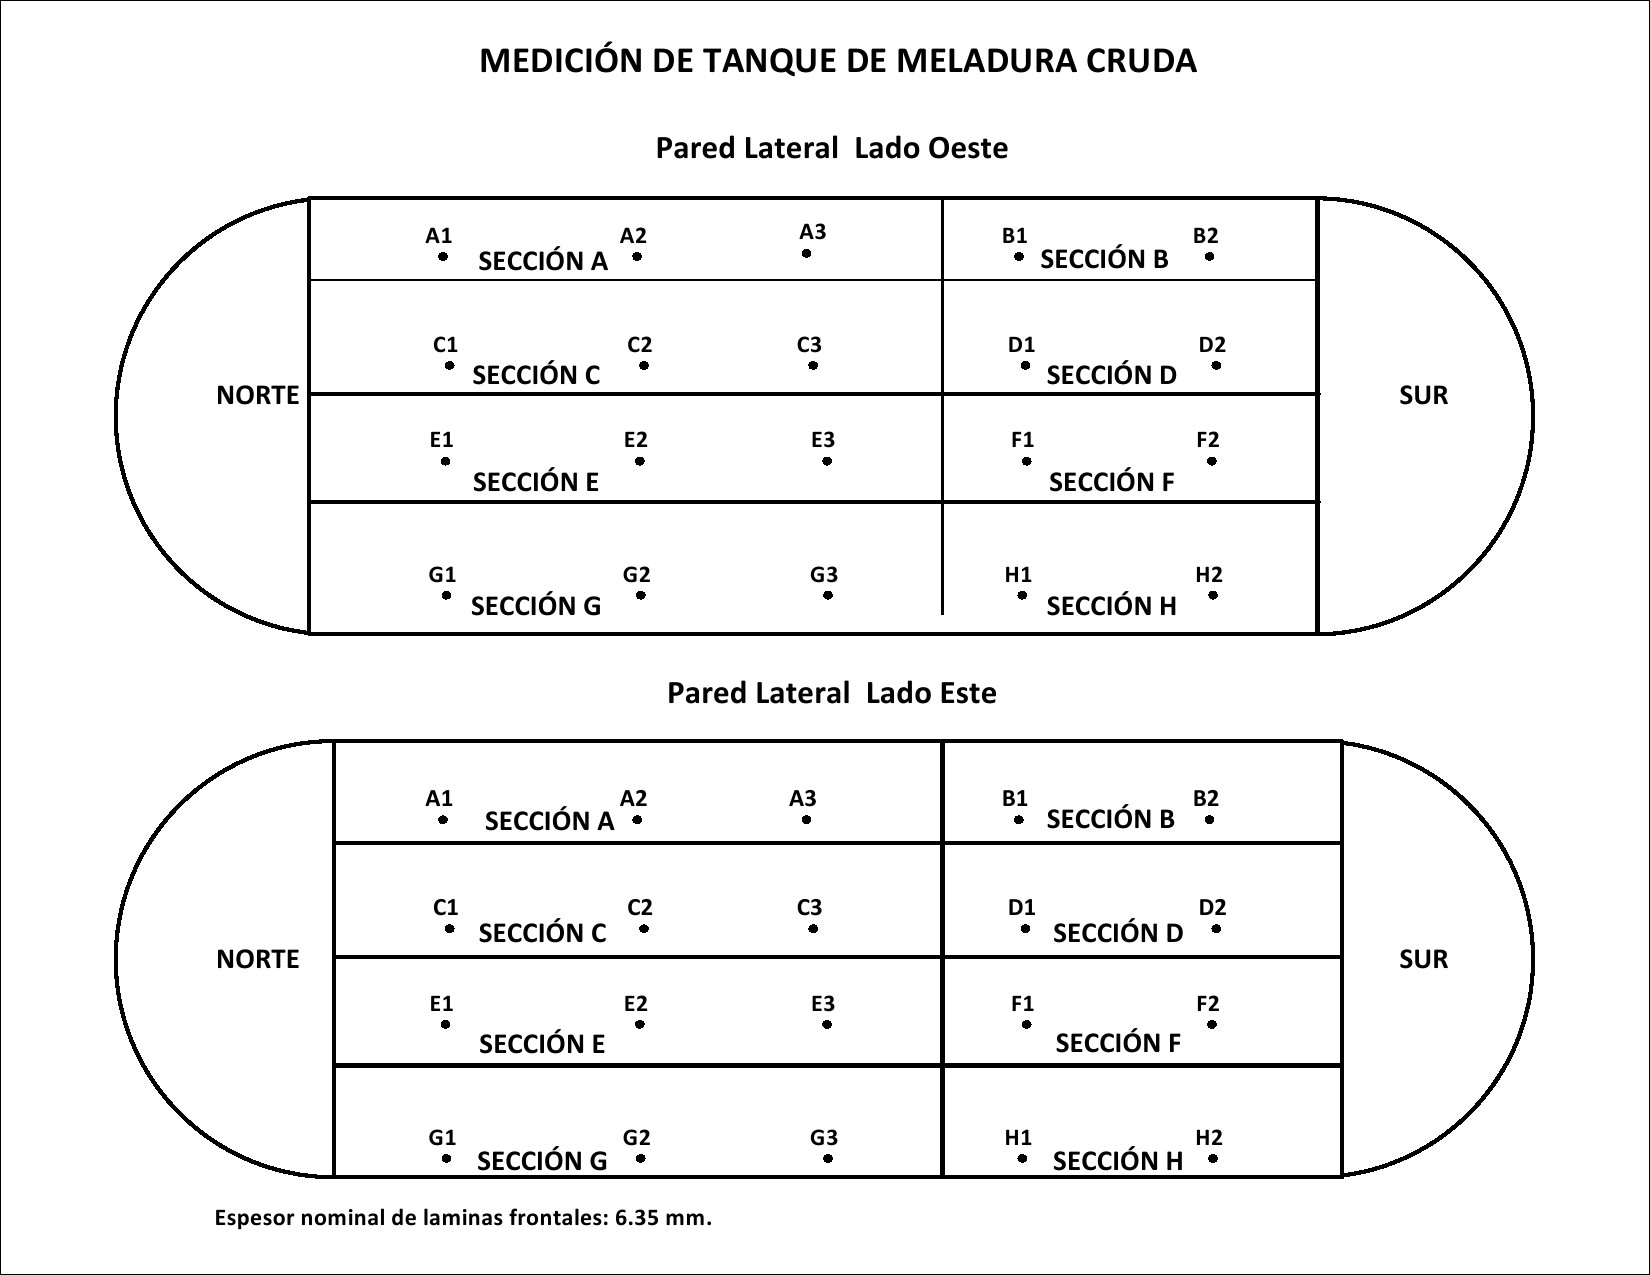 MEDICIÓN DE TANQUE DE MELADURA CRUDA
Pared Lateral Lado Oeste
A1 A2 A3 B1 B2
SECCIÓN A SECCIÓN B
C1 C2 C3 D1 D2
SECCIÓN C SECCIÓN D
NORTE SUR
E1 E2 E3 F1 F2
SECCIÓN E SECCIÓN F
G1 G2 G3 H1 H2
SECCIÓN G SECCIÓN H
Pared Lateral Lado Este
A1 A2 A3 B1 B2
SECCIÓN A SECCIÓN B
C1 C2 C3 D1 D2
SECCIÓN C SECCIÓN D
NORTE SUR
E1 E2 E3 F1 F2
SECCIÓN E SECCIÓN F
G1 G2 G3 H1 H2
SECCIÓN G SECCIÓN H
Espesor nominal de laminas frontales: 6.35 mm.